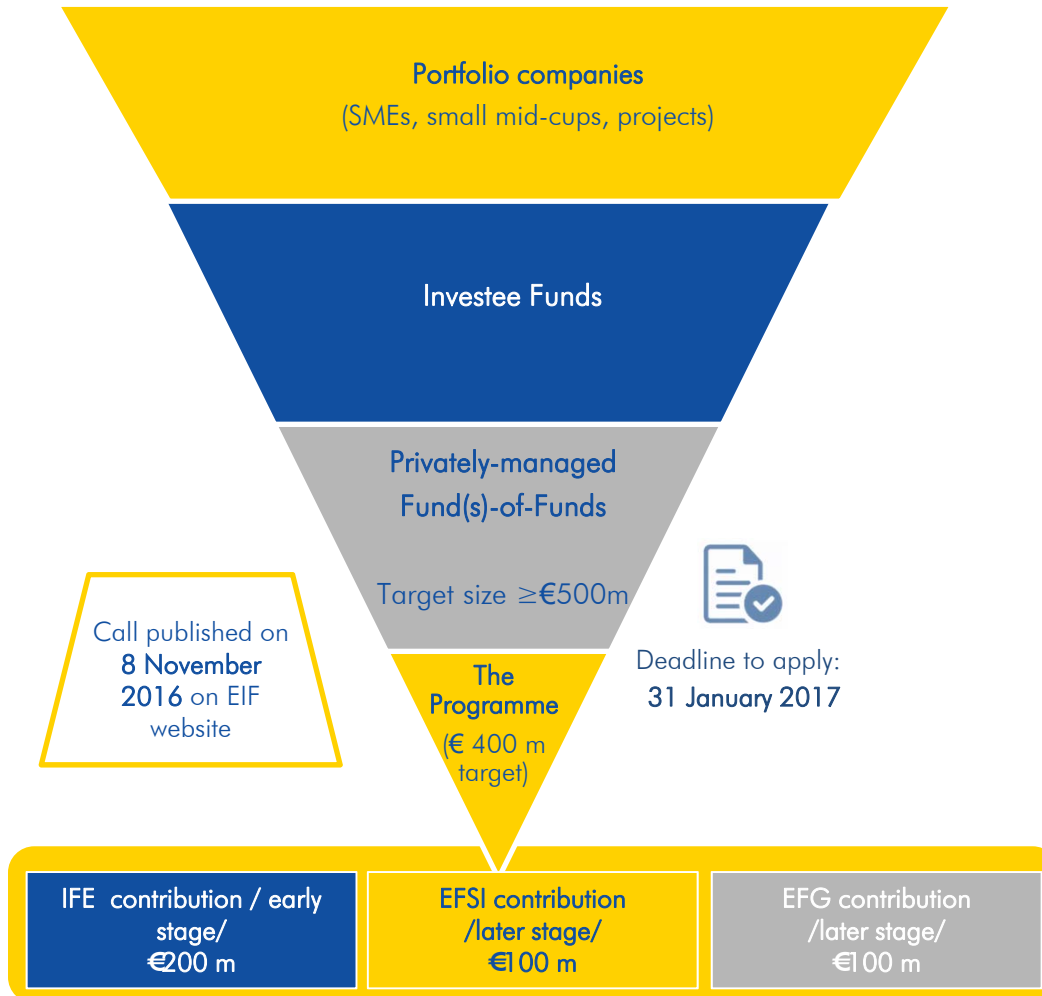 Portfolio companies
(SMEs, small mid-cups, projects)
Investee Funds
Privately-managed
Fund(s)-of-Funds
Target size ≥€500m
Call published on
8 November
2016 on EIF
website
Deadline to apply:
31 January 2017
The
Programme
(€ 400 m
target)
IFE contribution / early
stage/
€200 m
EFSI contribution
/later stage/
€100 m
EFG contribution
/later stage/
€100 m